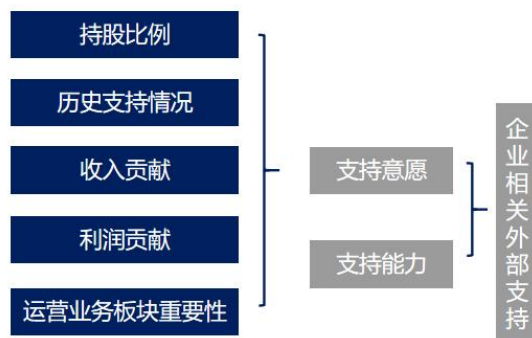 持股比例
历史支持情况
收入贡献
利润贡献
运营业务板块重要性
支持意愿
支持能力
企业相关外部支持